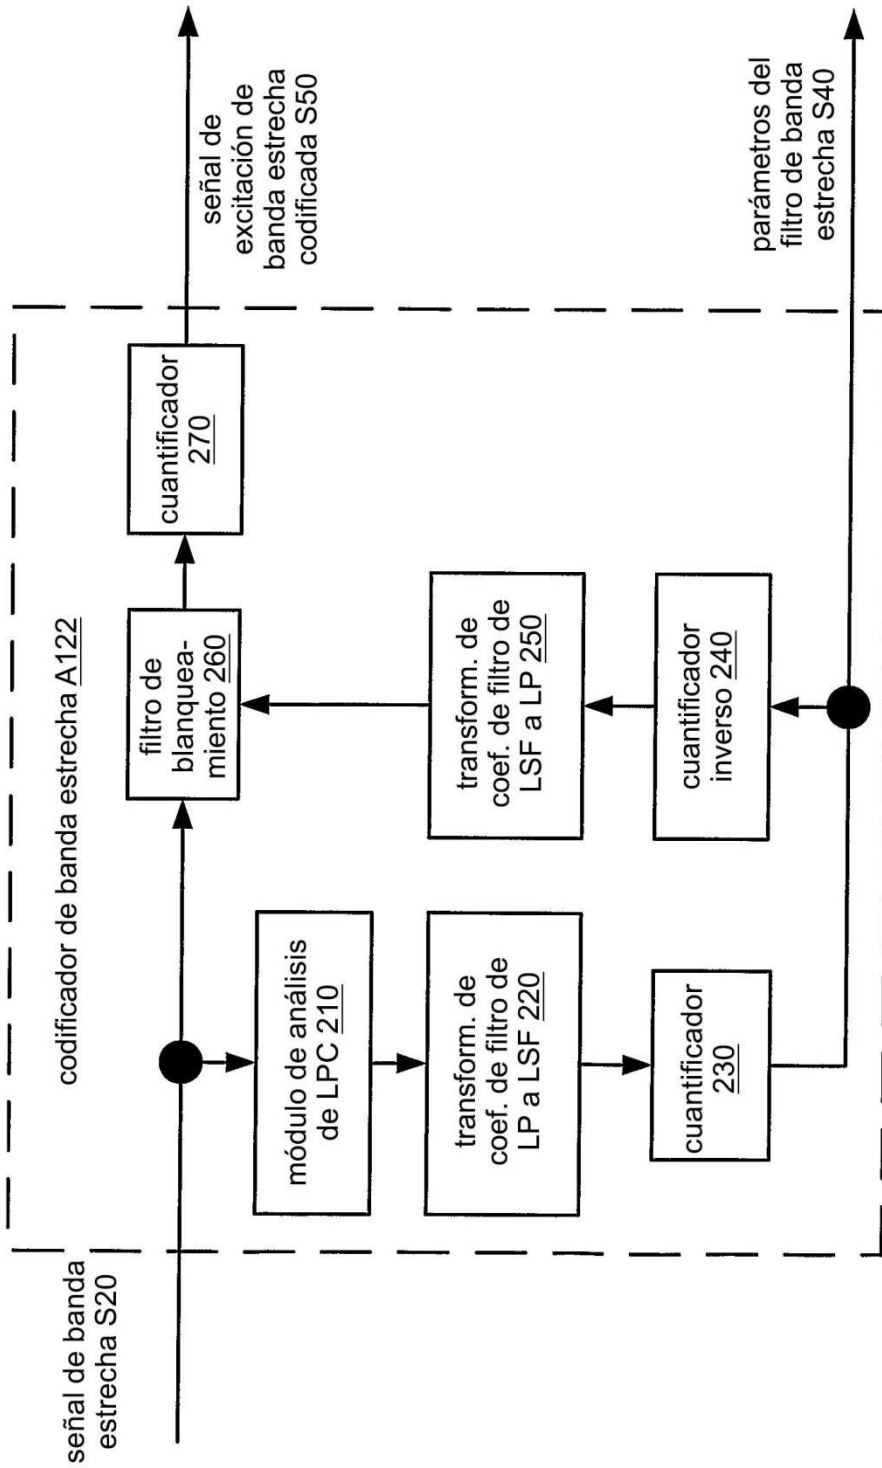 señal de banda
estrecha S20
codificador de banda estrecha A122
módulo de análisis
de LPC 210
transform. de
coef. de filtro de
LP a LSF 220
cuantificador
230
filtro de
blanquea-
miento 260
transform. de
coef. de filtro de
LSF a LP 250
cuantificador
inverso 240
cuantificador
270
señal de
excitación de
banda estrecha
codificada S50
parámetros del
filtro de banda
estrecha S40